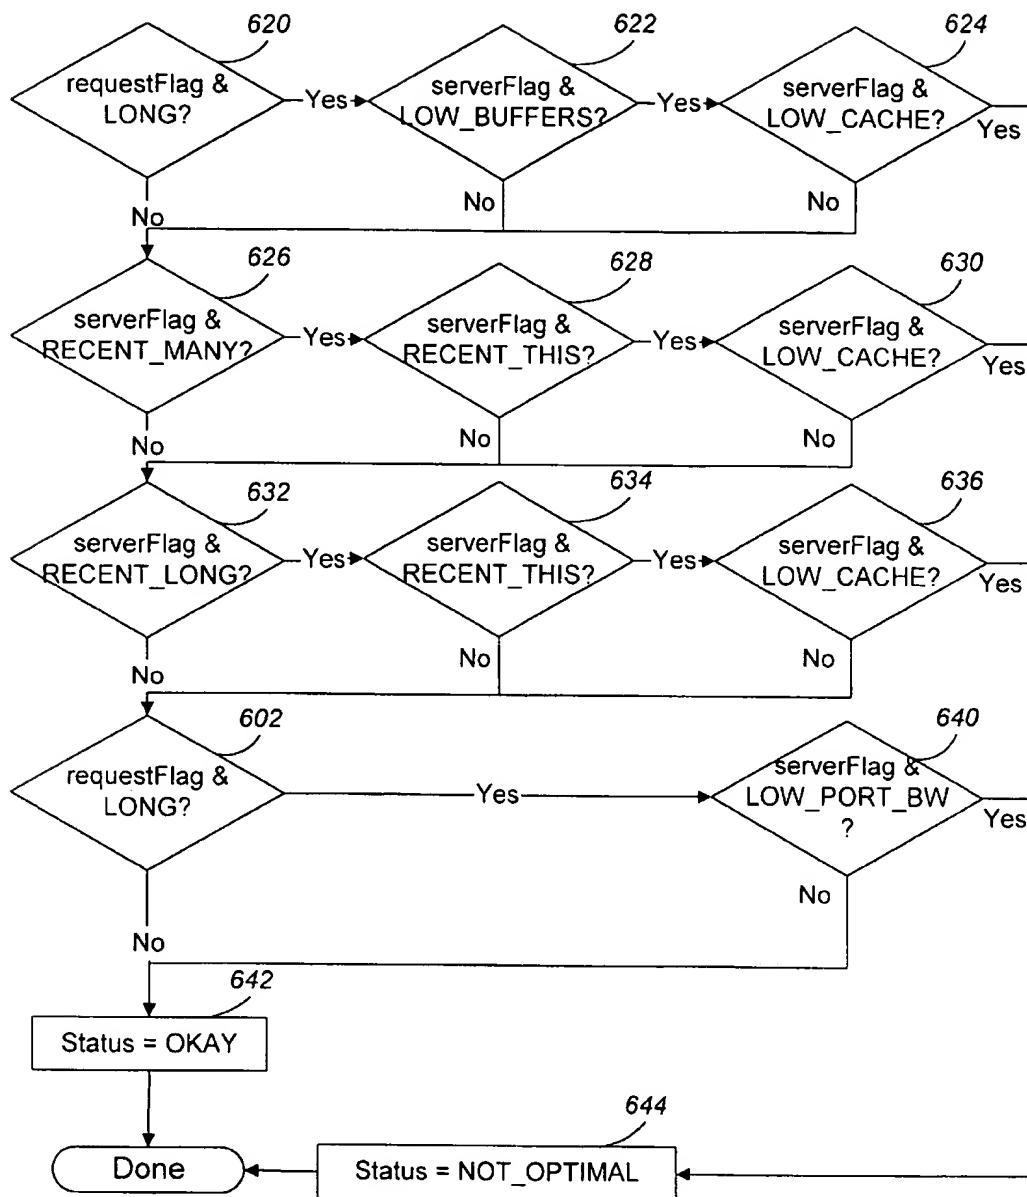 620
622
624
requestFlag &
LONG?
Yes
serverFlag &
LOW_BUFFERS?
Yes
serverFlag &
LOW_CACHE?
Yes
No
No
No
626
628
630
serverFlag &
RECENT_MANY?
Yes
serverFlag &
RECENT_THIS?
Yes
serverFlag &
LOW_CACHE?
Yes
No
No
No
632
634
636
serverFlag &
RECENT_LONG?
Yes
serverFlag &
RECENT_THIS?
Yes
serverFlag &
LOW_CACHE?
Yes
No
No
No
602
640
requestFlag &
LONG?
Yes
serverFlag &
LOW_PORT_BW
?
Yes
No
No
642
Status = OKAY
644
Done
Status = NOT_OPTIMAL